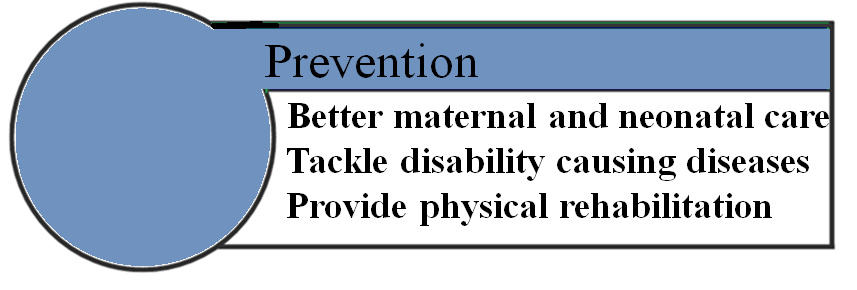 Prevention
Better maternal and neonatal care
Tackle disability causing diseases
Provide physical rehabilitation